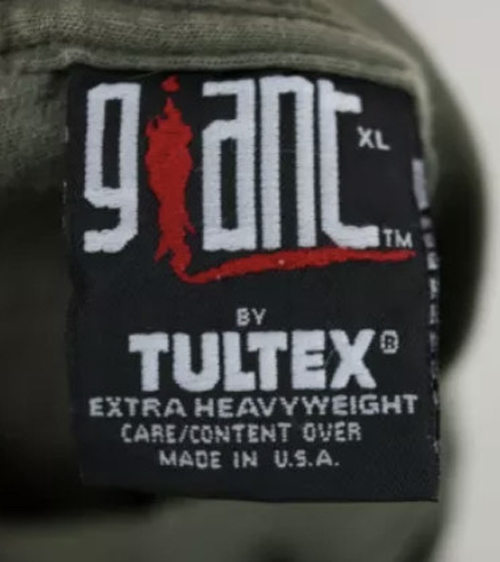 giant XL
TM
BY
TULTEX®
EXTRA HEAVYWEIGHT
CARE/CONTENT OVER
MADE IN U.S.A.